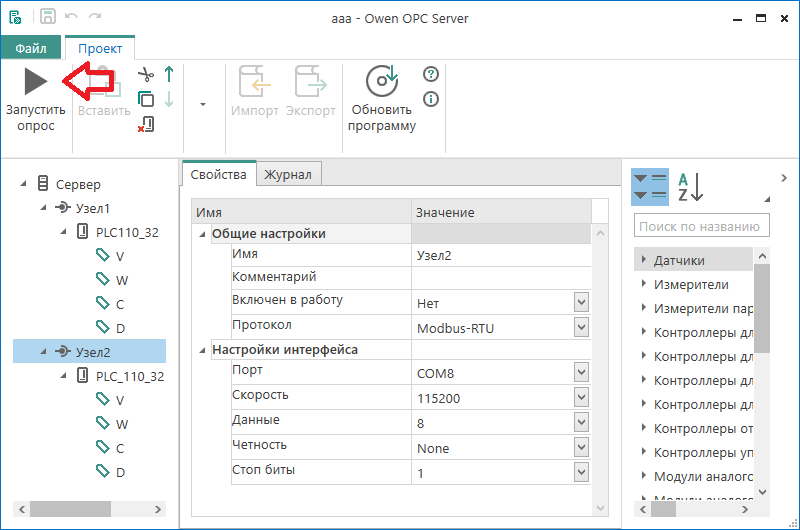 aaa - Owen OPC Server
Файл
Проект
Запустить опрос
Вставить
Импорт
Экспорт
Обновить программу
Сервер
Узел1
PLC110_32
V
W
C
D
Узел2
PLC_110_32
V
W
C
D
Свойства
Журнал
Имя Значение
Общие настройки
Имя Узел2
Комментарий
Включен в работу Нет
Протокол Modbus-RTU
Настройки интерфейса
Порт COM8
Скорость 115200
Данные 8
Четность None
Стоп биты 1
A
Z
Поиск по названию
Датчики
Измерители
Измерители пар
Контроллеры дл
Контроллеры дл
Контроллеры дл
Контроллеры дл
Контроллеры от
Контроллеры уп
Модули аналого